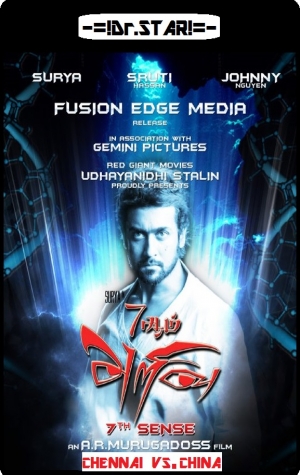 -=!Dr.STAR!=-
SURYA SRUTI JOHNNY
HASSAN NGUYEN
FUSION EDGE MEDIA
RELEASE
IN ASSOCIATION WITH
GEMINI PICTURES
RED GIANT MOVIES
UDHAYANIDHI STALIN
PROUDLY PRESENTS
SURYA
7ஆம்
அறிவு
7TH SENSE
AN A.R.MURUGADOSS FILM
CHENNAI VS.CHINA